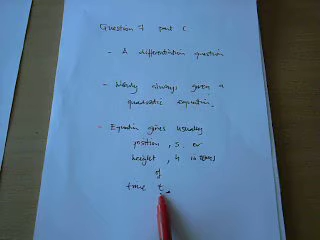 Question 7 part C
- A differentiation question
- Nearly always given a
quadratic equation.
- Equation gives usually
position, s or
height, h in terms
of
time t.